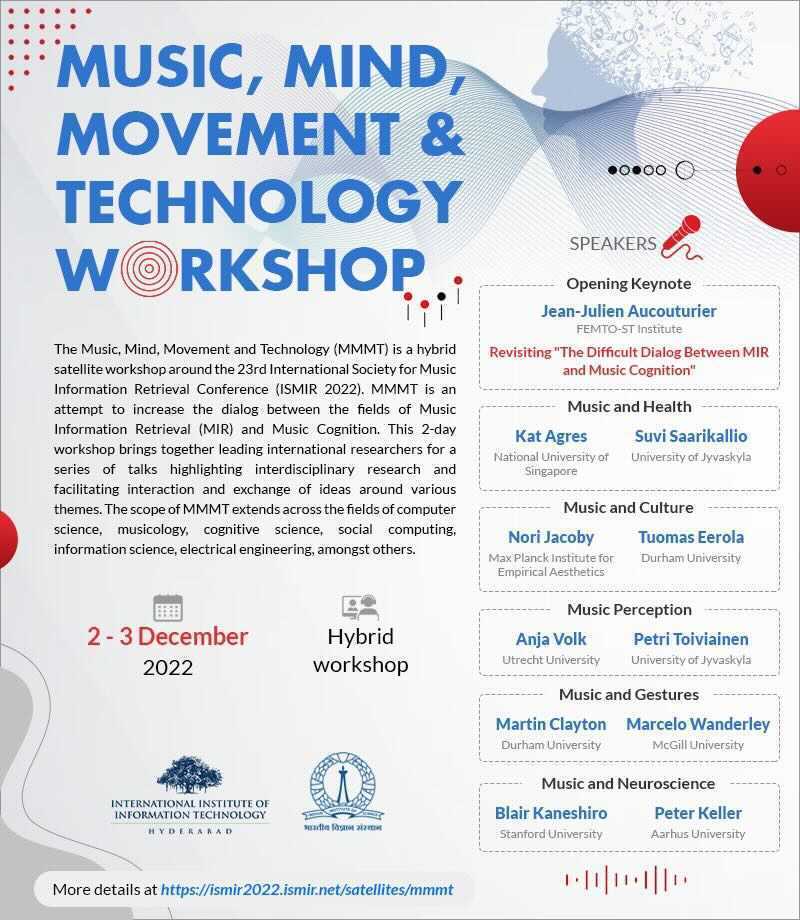 MUSIC, MIND,
MOVEMENT &
TECHNOLOGY
WORKSHOP
The Music, Mind, Movement and Technology (MMMT) is a hybrid
satellite workshop around the 23rd International Society for Music
Information Retrieval Conference (ISMIR 2022). MMMT is an
attempt to increase the dialog between the fields of Music
Information Retrieval (MIR) and Music Cognition. This 2-day
workshop brings together leading international researchers for a
series of talks highlighting interdisciplinary research and
facilitating interaction and exchange of ideas around various
themes. The scope of MMMT extends across the fields of computer
science, musicology, cognitive science, social computing,
information science, electrical engineering, amongst others.
2 - 3 December
2022
Hybrid
workshop
INTERNATIONAL INSTITUTE OF
INFORMATION TECHNOLOGY
HYDERABAD
भारतीय विज्ञान संस्थान
More details at https://ismir2022.ismir.net/satellites/mmmt
SPEAKERS
Opening Keynote
Jean-Julien Aucouturier
FEMTO-ST Institute
Revisiting "The Difficult Dialog Between MIR
and Music Cognition"
Music and Health
Kat Agres
National University of
Singapore
Suvi Saarikallio
University of Jyvaskyla
Music and Culture
Nori Jacoby
Max Planck Institute for
Empirical Aesthetics
Tuomas Eerola
Durham University
Music Perception
Anja Volk
Utrecht University
Petri Toiviainen
University of Jyvaskyla
Music and Gestures
Martin Clayton
Durham University
Marcelo Wanderley
McGill University
Music and Neuroscience
Blair Kaneshiro
Stanford University
Peter Keller
Aarhus University